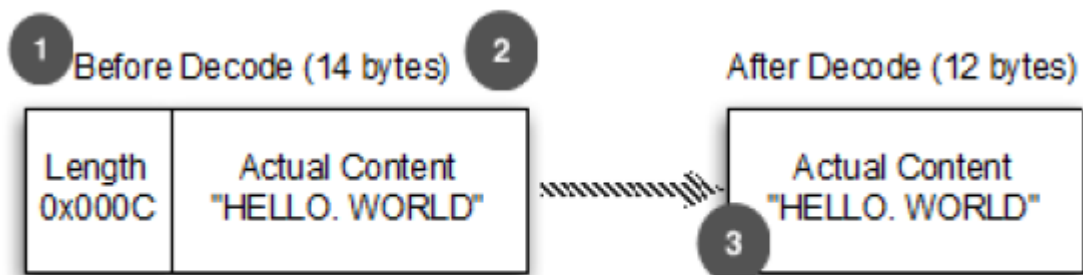 1 Before Decode (14 bytes) 2
After Decode (12 bytes)
Length
0x000C
Actual Content
"HELLO. WORLD"
Actual Content
"HELLO. WORLD"
3